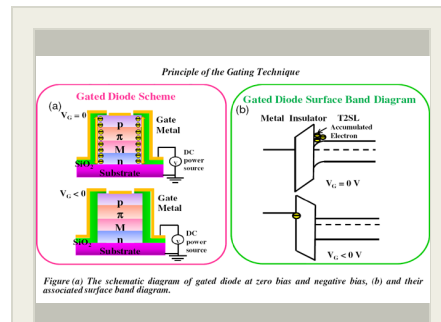 Principle of the Gating Technique
Gated Diode Scheme
(a)
V_G = 0
p
π
M
n
SiO₂
Substrate
Gate
Metal
DC
power
source
V_G < 0
p
π
M
n
SiO₂
Substrate
Gate
Metal
DC
power
source
Gated Diode Surface Band Diagram
(b)
Metal Insulator T2SL
Accumulated
Electron
V_G = 0 V
V_G < 0 V
Figure (a) The schematic diagram of gated diode at zero bias and negative bias, (b) and their
associated surface band diagram.